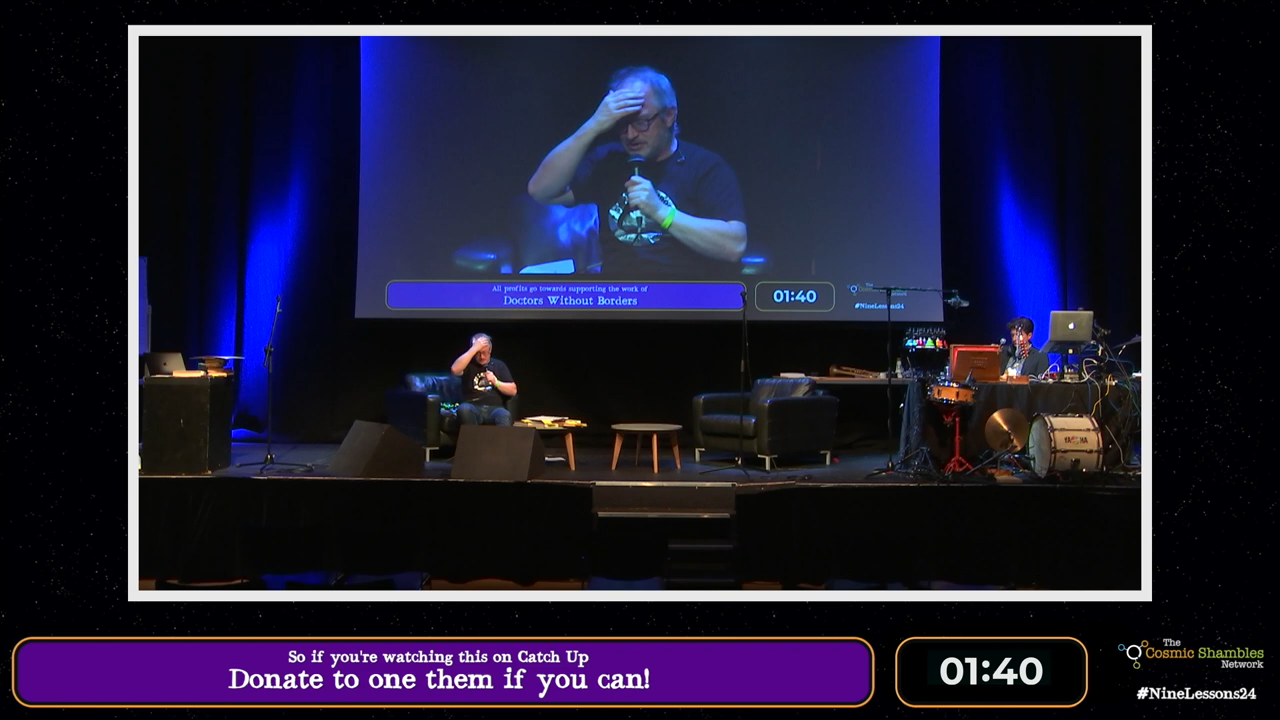 All profits go towards supporting the work of
Doctors Without Borders
01:40
#NineLessons24
YAMAHA
So if you're watching this on Catch Up
Donate to one them if you can!
01:40
The
Cosmic Shambles
Network
#NineLessons24